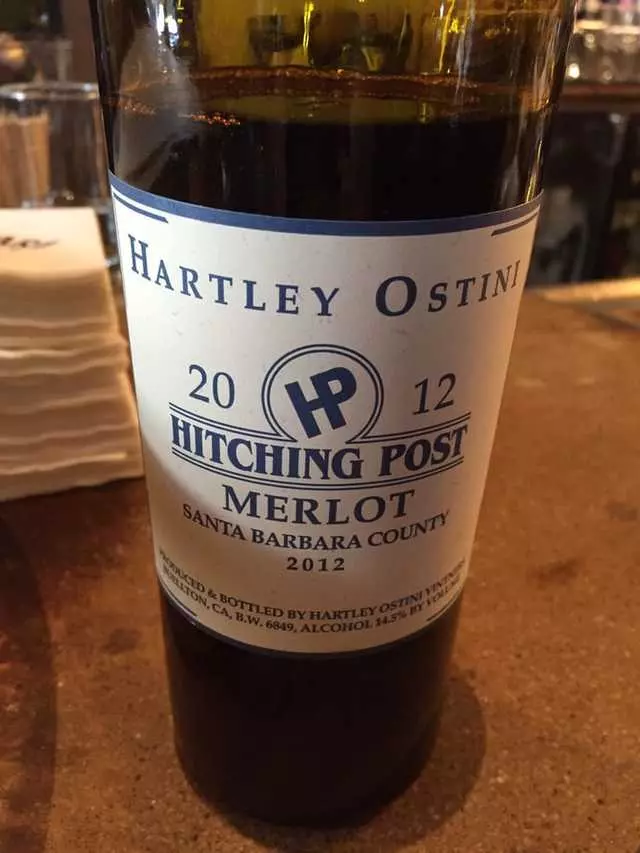 HARTLEY OSTINI
20 HP 12
HITCHING POST
MERLOT
SANTA BARBARA COUNTY
2012
PRODUCED & BOTTLED BY HARTLEY OSTINI VINTNERS
BUELLTON, CA, B.W. 6849, ALCOHOL 14.5% BY VOLUME